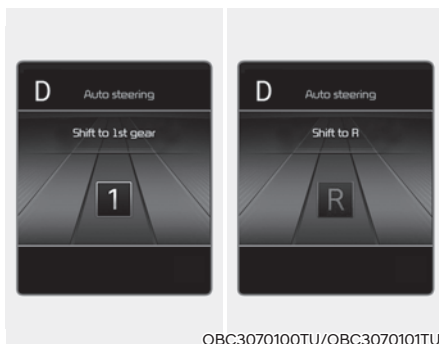 D Auto steering
Shift to 1st gear
1
D Auto steering
Shift to R
R
OBC3070100TU/OBC3070101TU